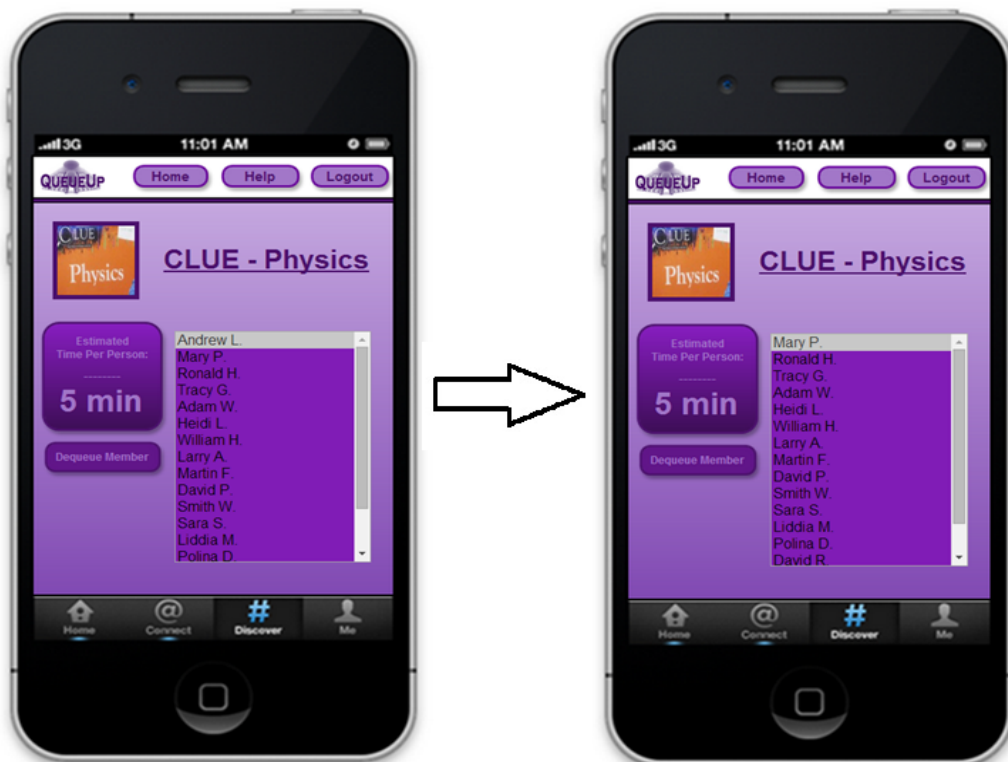 3G 11:01 AM
QUEUEUP Home Help Logout
CLUE
Physics
CLUE - Physics
Estimated
Time Per Person:
--------
5 min
Dequeue Member
Andrew L.
Mary P.
Ronald H.
Tracy G.
Adam W.
Heidi L.
William H.
Larry A.
Martin F.
David P.
Smith W.
Sara S.
Liddia M.
Polina D.
Home Connect Discover Me
3G 11:01 AM
QUEUEUP Home Help Logout
CLUE
Physics
CLUE - Physics
Estimated
Time Per Person:
--------
5 min
Dequeue Member
Mary P.
Ronald H.
Tracy G.
Adam W.
Heidi L.
William H.
Larry A.
Martin F.
David P.
Smith W.
Sara S.
Liddia M.
Polina D.
David R.
Home Connect Discover Me